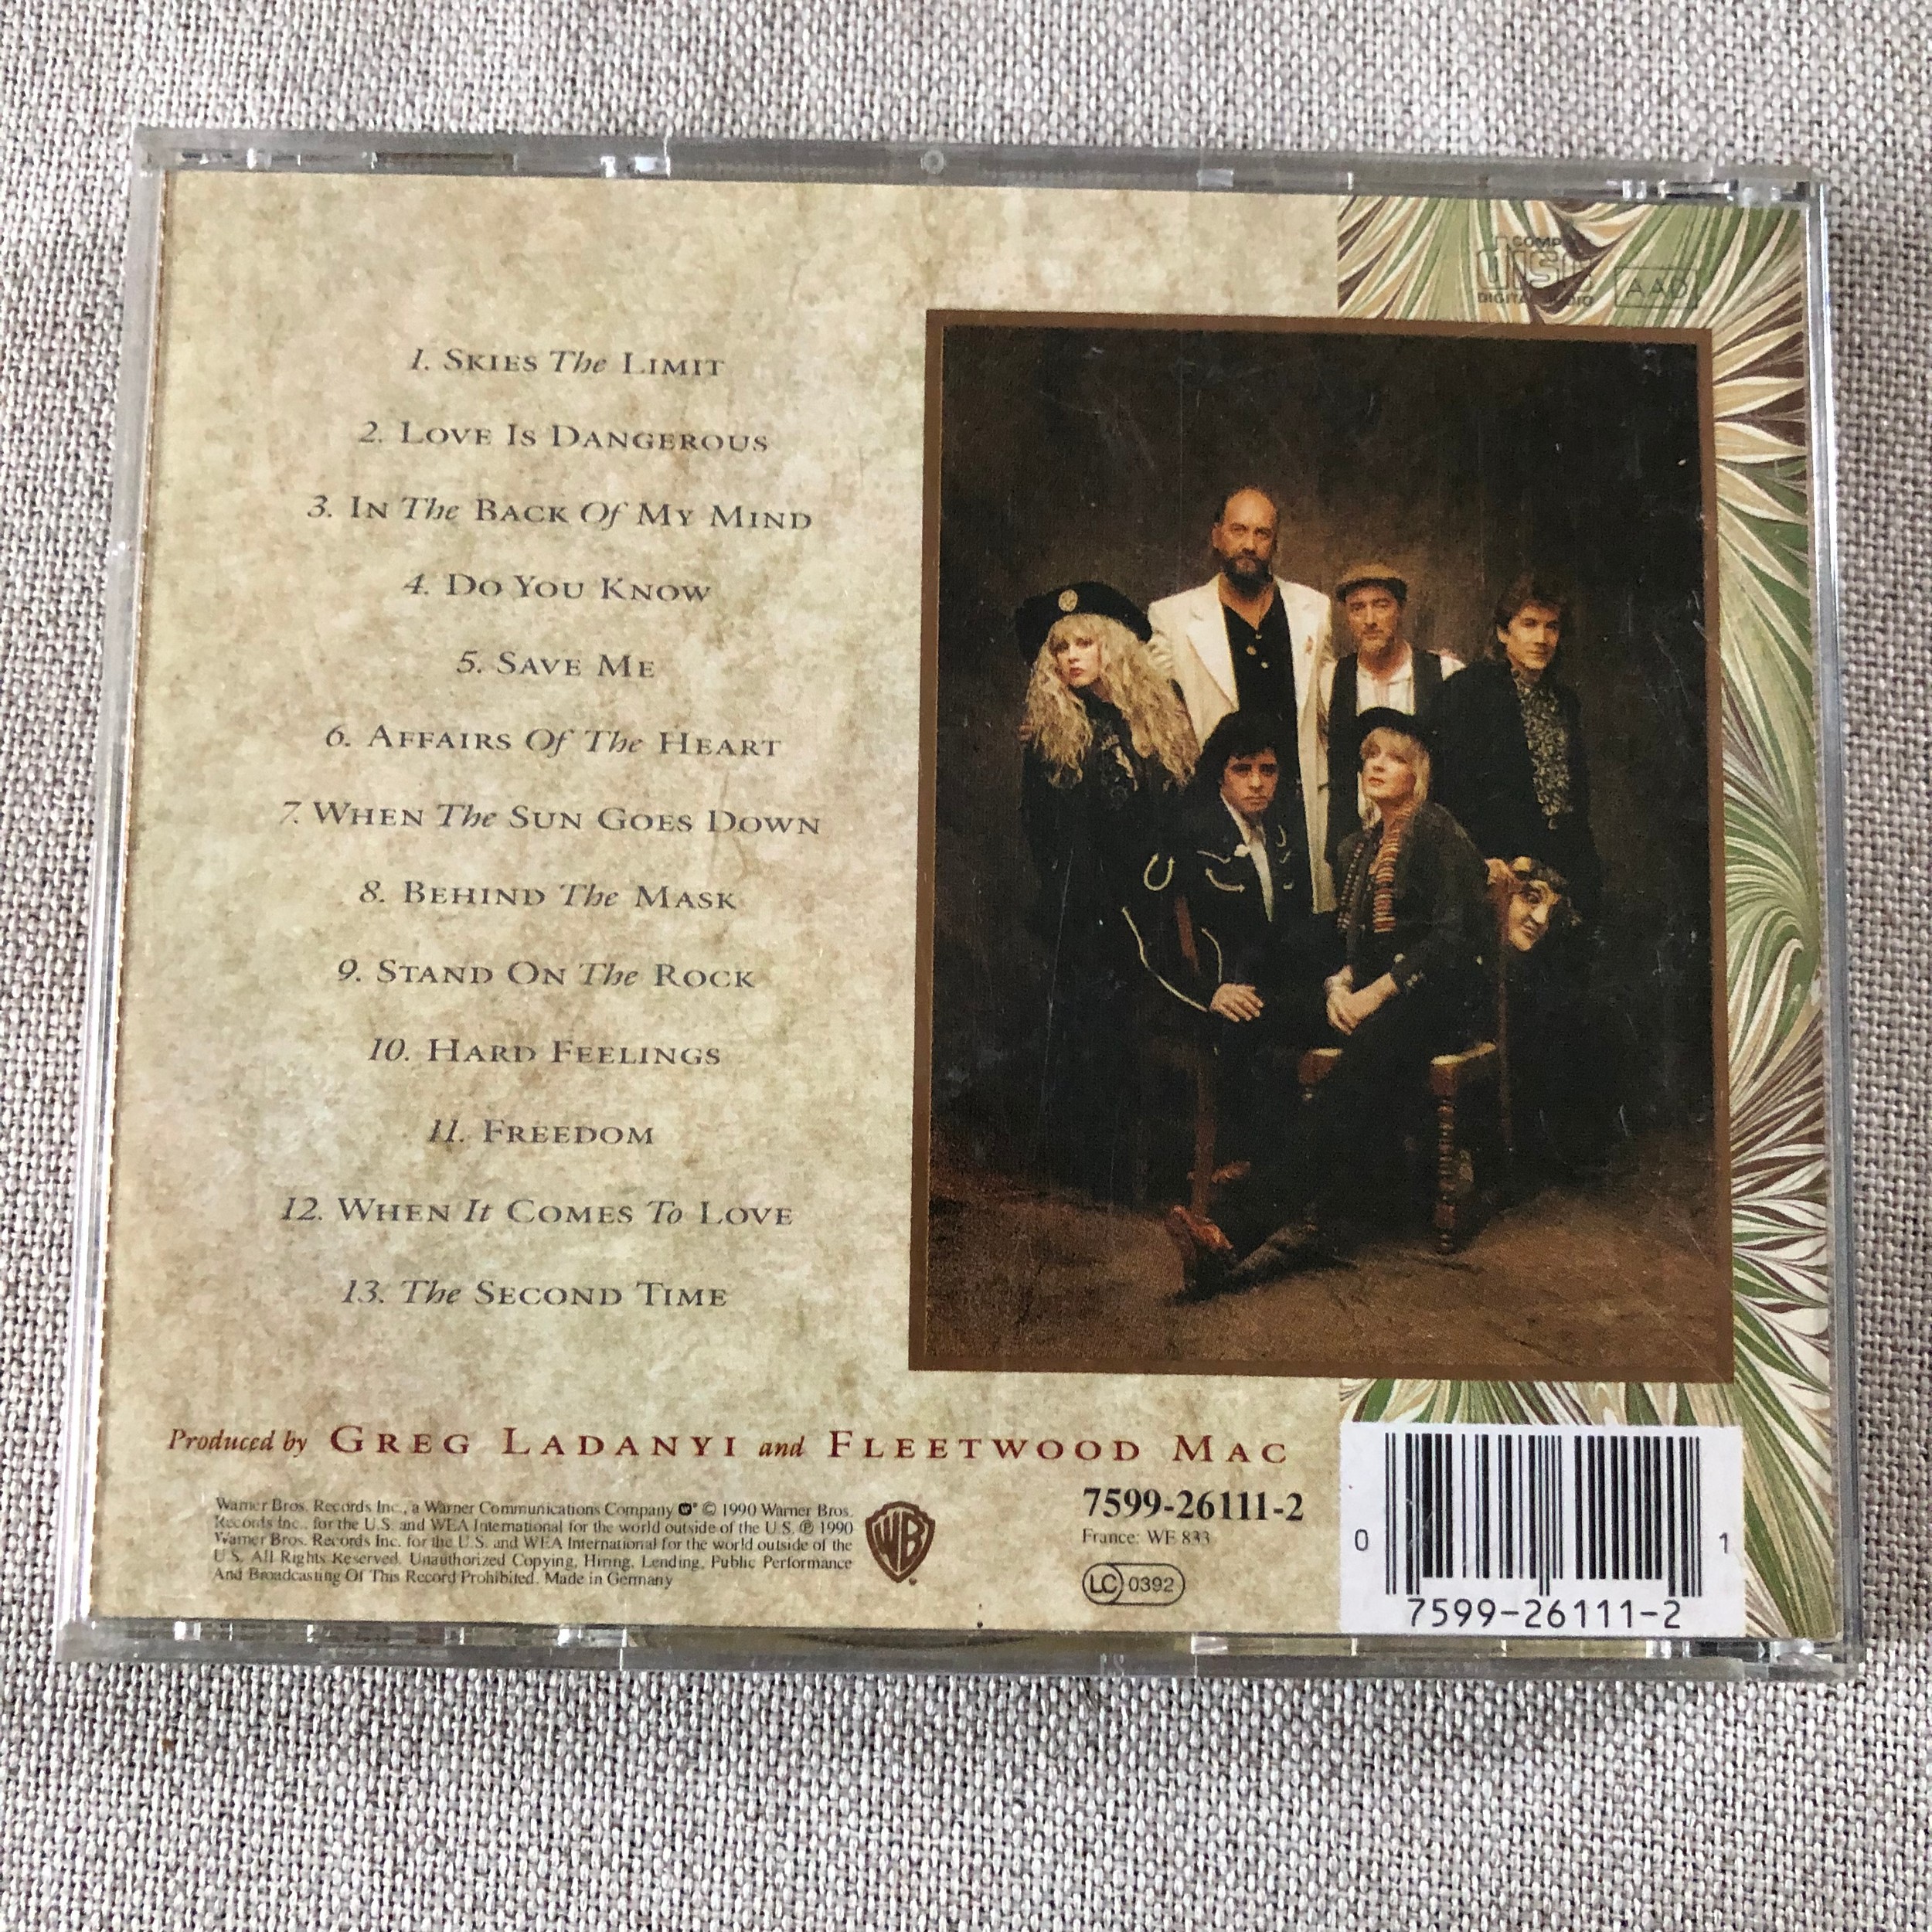 COMPACT
disc
DIGITAL AUDIO
AAD
1. SKIES The LIMIT
2. LOVE IS DANGEROUS
3. IN The BACK Of MY MIND
4. DO YOU KNOW
5. SAVE ME
6. AFFAIRS Of The HEART
7. WHEN The SUN GOES DOWN
8. BEHIND The MASK
9. STAND ON The ROCK
10. HARD FEELINGS
11. FREEDOM
12. WHEN It COMES To LOVE
13. The SECOND TIME
Produced by GREG LADANYI and FLEETWOOD MAC
Warner Bros. Records Inc., a Warner Communications Company ® © 1990 Warner Bros.
Records Inc. for the U.S. and WEA International for the world outside of the U.S. ℗ 1990
Warner Bros. Records Inc. for the U.S. and WEA International for the world outside of the
U.S. All Rights Reserved. Unauthorized Copying, Hiring, Lending, Public Performance
And Broadcasting Of This Record Prohibited. Made in Germany
WB
7599-26111-2
France: WE 833
LC 0392
0 1
7599-26111-2